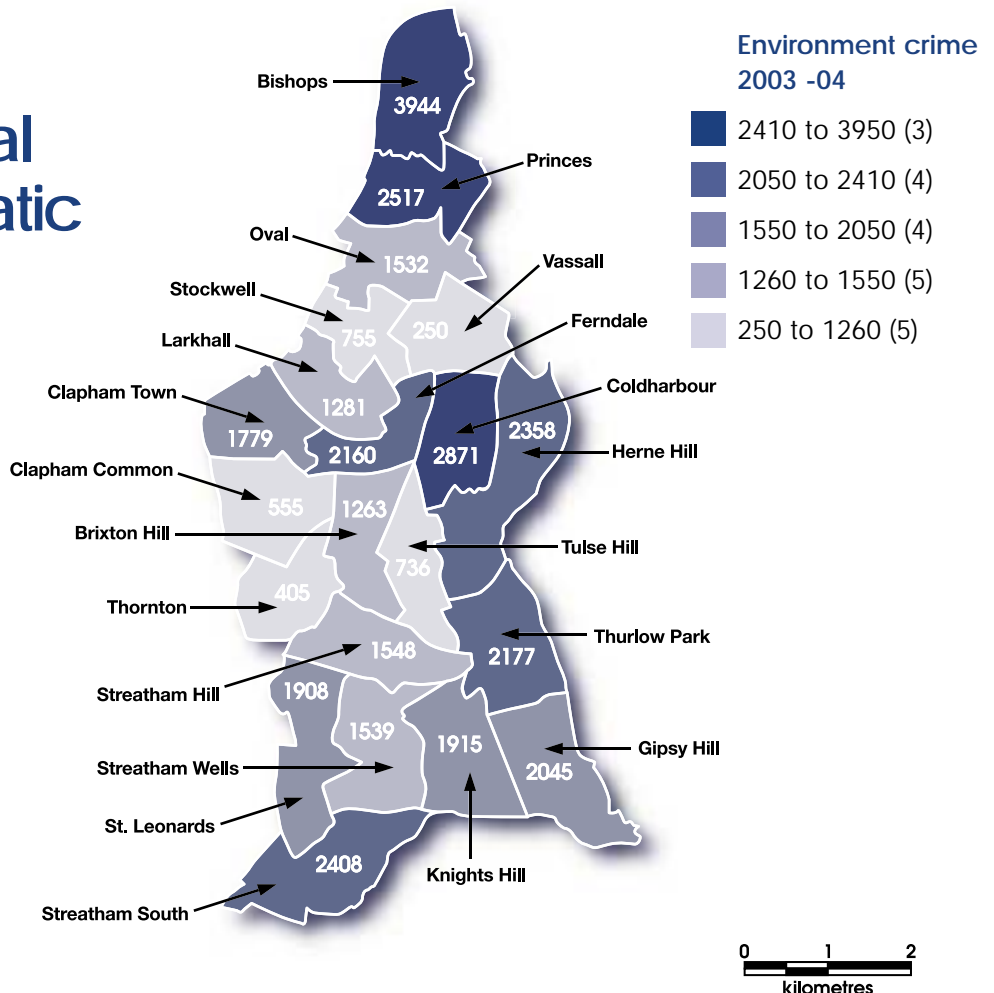 al
atic
Environment crime
2003 -04
2410 to 3950 (3)
2050 to 2410 (4)
1550 to 2050 (4)
1260 to 1550 (5)
250 to 1260 (5)
Bishops
3944
Princes
2517
Oval
1532
Vassall
Stockwell
755
250
Ferndale
Larkhall
Coldharbour
Clapham Town
1281
1779
2160
2871
2358
Herne Hill
Clapham Common
555
1263
Brixton Hill
Tulse Hill
736
405
Thornton
Thurlow Park
1548
2177
Streatham Hill
1908
1539
1915
Gipsy Hill
2045
Streatham Wells
St. Leonards
2408
Knights Hill
Streatham South
0 1 2
kilometres